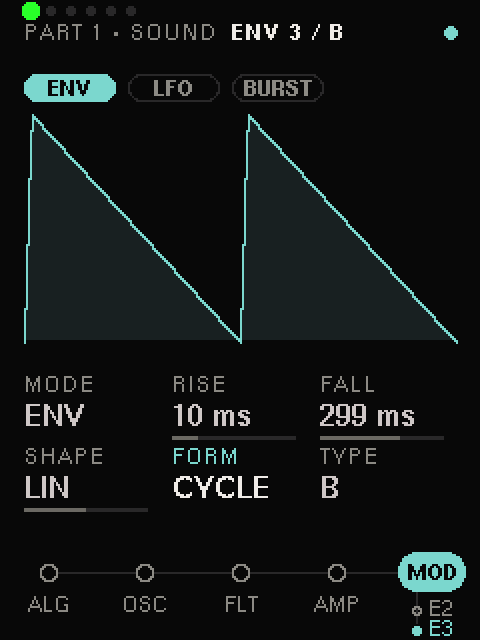 PART 1 · SOUND ENV 3 / B
ENV LFO BURST
MODE RISE FALL
ENV 10 ms 299 ms
SHAPE FORM TYPE
LIN CYCLE B
MOD
ALG OSC FLT AMP
E2
E3